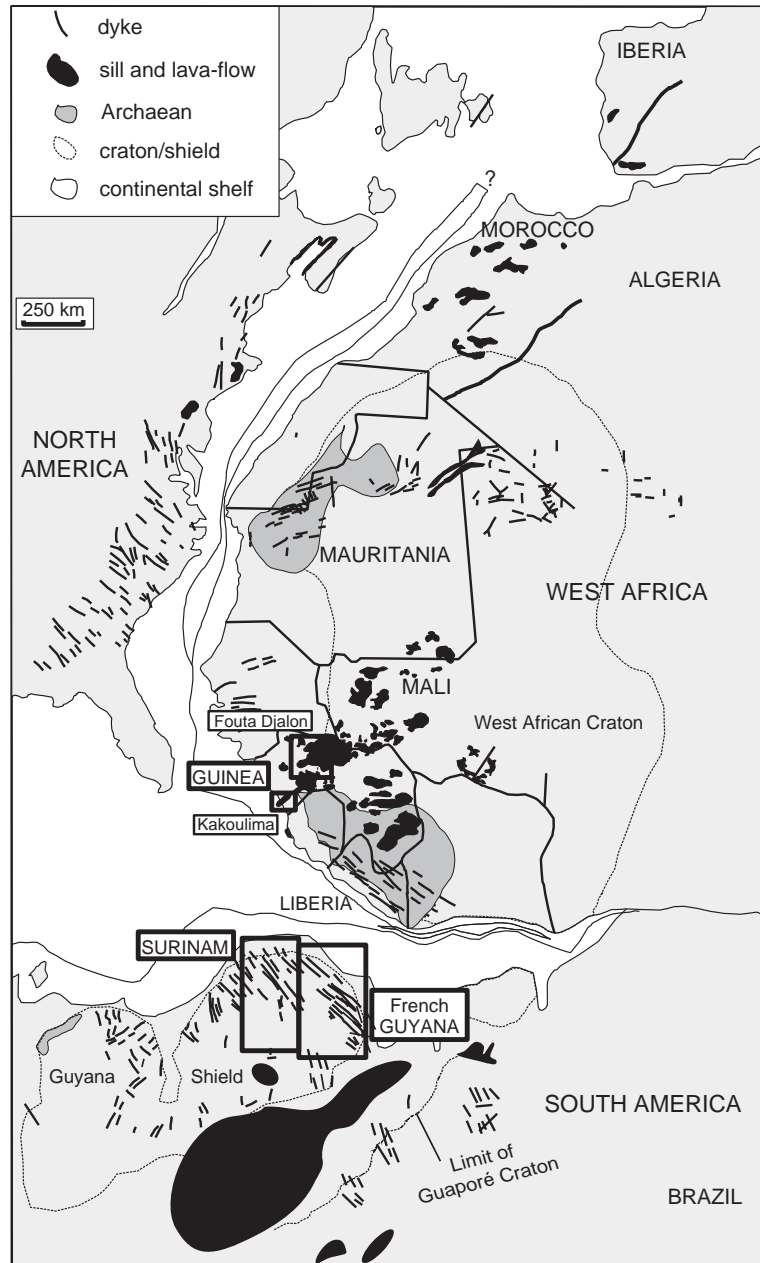 dyke
sill and lava-flow
Archaean
craton/shield
continental shelf
IBERIA
?
MOROCCO
ALGERIA
250 km
NORTH
AMERICA
MAURITANIA
WEST AFRICA
MALI
Fouta Djalon
West African Craton
GUINEA
Kakoulima
LIBERIA
SURINAM
French
GUYANA
Guyana
Shield
SOUTH AMERICA
Limit of
Guaporé Craton
BRAZIL